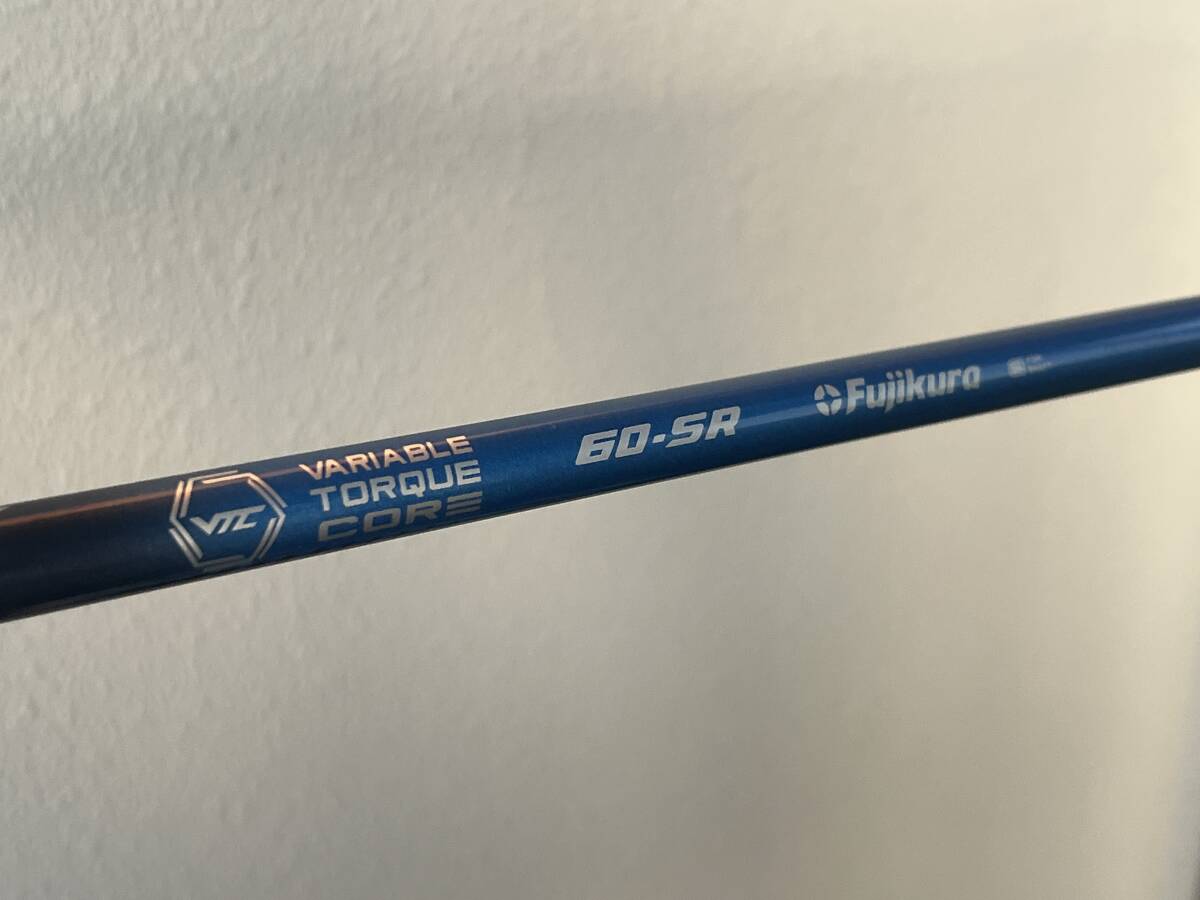 VTC
VARIABLE
TORQUE
CORE
60-SR
Fujikura